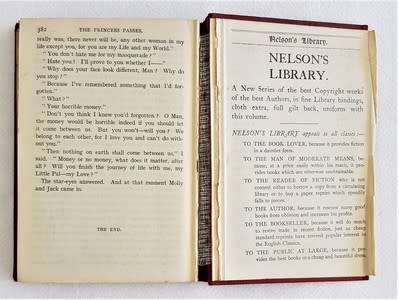 382 THE PRINCESS PASSES.
really was, there never will be, any other woman in my
life except you, for you are my Life and my World."
"You don't hate me for my masquerade?"
"Hate you! I'll prove to you whether I——"
"Why does your face look different, Man? Why do
you stop?"
"Because I've remembered something that I'd for-
gotten."
"What?"
"Your horrible money."
"Don't you think I knew you'd forgotten? O Man,
the money would be horrible indeed if you should let
it come between us. But you won't—will you? We
belong to each other, for I love you and can't do with-
out you."
"Then nothing on earth shall come between us," I
said. "Money or no money, what does it matter, after
all? Will you finish the journey of life with me, my
Little Pal—my Love?"
The star-eyes answered. And at that moment Molly
and Jack came in.
THE END.
Nelson's Library.
NELSON'S
LIBRARY.
A New Series of the best Copyright works
of the best Authors, in fine Library bindings,
cloth extra, full gilt back, uniform with
this volume.
NELSON'S LIBRARY appeals to all classes:—
TO THE BOOK LOVER, because it provides fiction
in a daintier form.
TO THE MAN OF MODERATE MEANS, be-
cause, at a price easily within his means, it pro-
vides books which are otherwise unobtainable.
TO THE READER OF FICTION who is not
content either to borrow a copy from a circulating
library or to buy a paper reprint which speedily
falls to pieces.
TO THE AUTHOR, because it rescues many good
books from oblivion and increases his profits.
TO THE BOOKSELLER, because it will do much
to revive trade in recent fiction, just as cheap
standard reprints have revived popular interest in
the English Classics.
TO THE PUBLIC AT LARGE, because it pro-
vides the best books in a cheap and beautiful dress.